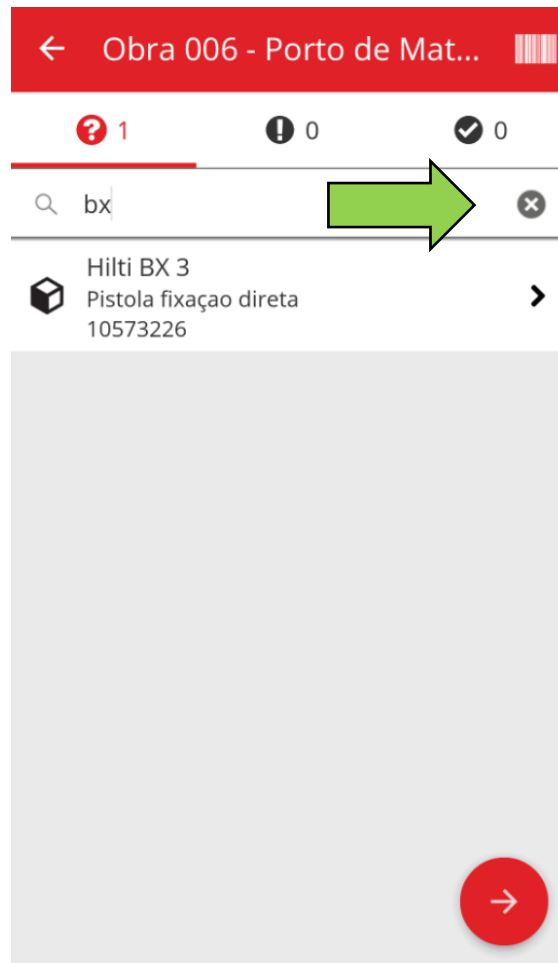 Obra 006 - Porto de Mat...
1
0
0
bx
Hilti BX 3
Pistola fixaçao direta
10573226